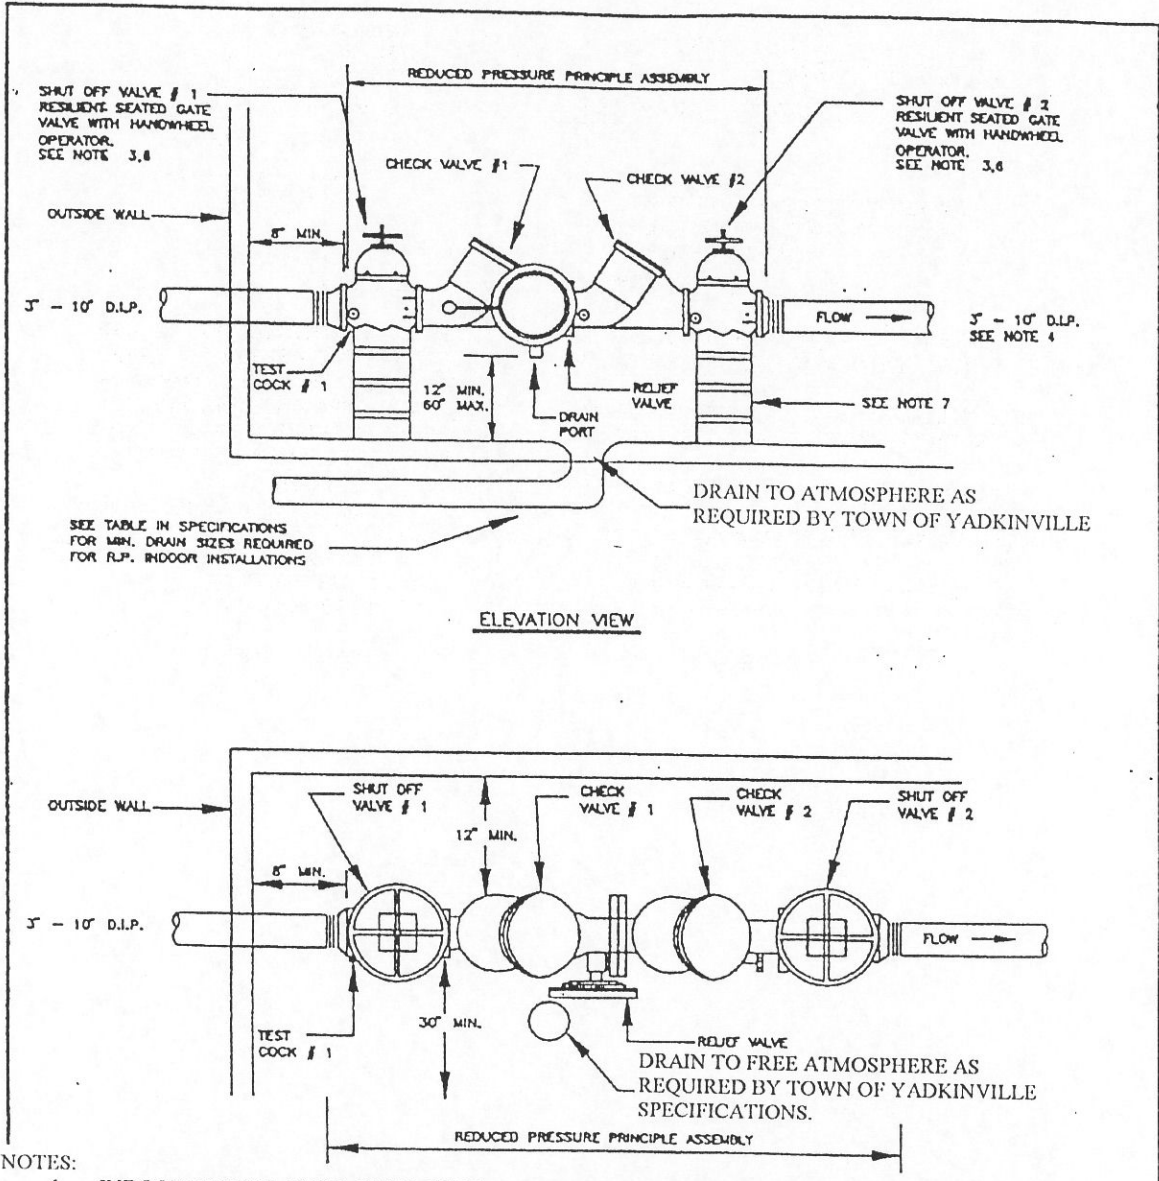 REDUCED PRESSURE PRINCIPLE ASSEMBLY
SHUT OFF VALVE # 1
RESILIENT SEATED GATE
VALVE WITH HANDWHEEL
OPERATOR.
SEE NOTE 3,6
SHUT OFF VALVE # 2
RESILIENT SEATED GATE
VALVE WITH HANDWHEEL
OPERATOR.
SEE NOTE 3,6
CHECK VALVE #1
CHECK VALVE #2
OUTSIDE WALL
8" MIN.
3" - 10" D.I.P.
FLOW
3" - 10" D.I.P.
SEE NOTE 4
TEST
COCK # 1
12" MIN.
60" MAX.
DRAIN
PORT
RELIEF
VALVE
SEE NOTE 7
DRAIN TO ATMOSPHERE AS
REQUIRED BY TOWN OF YADKINVILLE
SEE TABLE IN SPECIFICATIONS
FOR MIN. DRAIN SIZES REQUIRED
FOR R.P. INDOOR INSTALLATIONS
ELEVATION VIEW
OUTSIDE WALL
SHUT OFF
VALVE # 1
12" MIN.
CHECK
VALVE # 1
CHECK
VALVE # 2
SHUT OFF
VALVE # 2
8" MIN.
3" - 10" D.I.P.
FLOW
TEST
COCK # 1
30" MIN.
RELIEF VALVE
DRAIN TO FREE ATMOSPHERE AS
REQUIRED BY TOWN OF YADKINVILLE
SPECIFICATIONS.
REDUCED PRESSURE PRINCIPLE ASSEMBLY
NOTES: